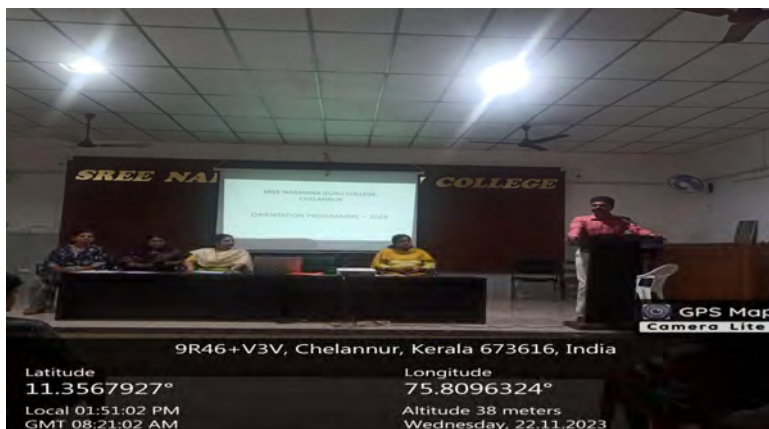 SREE NA
COLLEGE
SREE NARAYANA GURU COLLEGE,
CHELANNUR
ORIENTATION PROGRAMME – 2023
GPS Map
Camera Lite
9R46+V3V, Chelannur, Kerala 673616, India
Latitude
11.3567927°
Longitude
75.8096324°
Local 01:51:02 PM
GMT 08:21:02 AM
Altitude 38 meters
Wednesday, 22.11.2023